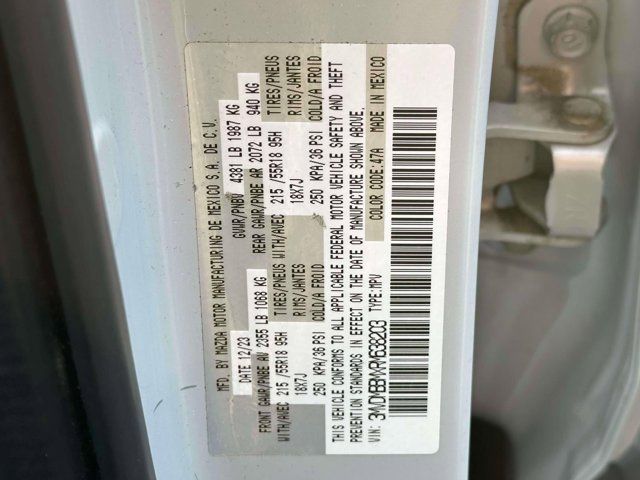 MFD. BY MAZDA MOTOR MANUFACTURING DE MEXICO S.A. DE C.V.
DATE 12/23 GVWR/PNBV 4381 LB 1987 KG
FRONT GAWR/PNBE AV 2355 LB 1068 KG REAR GAWR/PNBE AR 2072 LB 940 KG
TIRES/PNEUS TIRES/PNEUS
WITH/AVEC 215 /55R18 95H RIMS/JANTES WITH/AVEC 215 /55R18 95H RIMS/JANTES
18X7J COLD/A FROID 18X7J COLD/A FROID
250 KPA/36 PSI 250 KPA/36 PSI
THIS VEHICLE CONFORMS TO ALL APPLICABLE FEDERAL MOTOR VEHICLE SAFETY AND THEFT
PREVENTION STANDARDS IN EFFECT ON THE DATE OF MANUFACTURE SHOWN ABOVE.
TYPE:MPV COLOR CODE:47A MADE IN MEXICO
VIN: